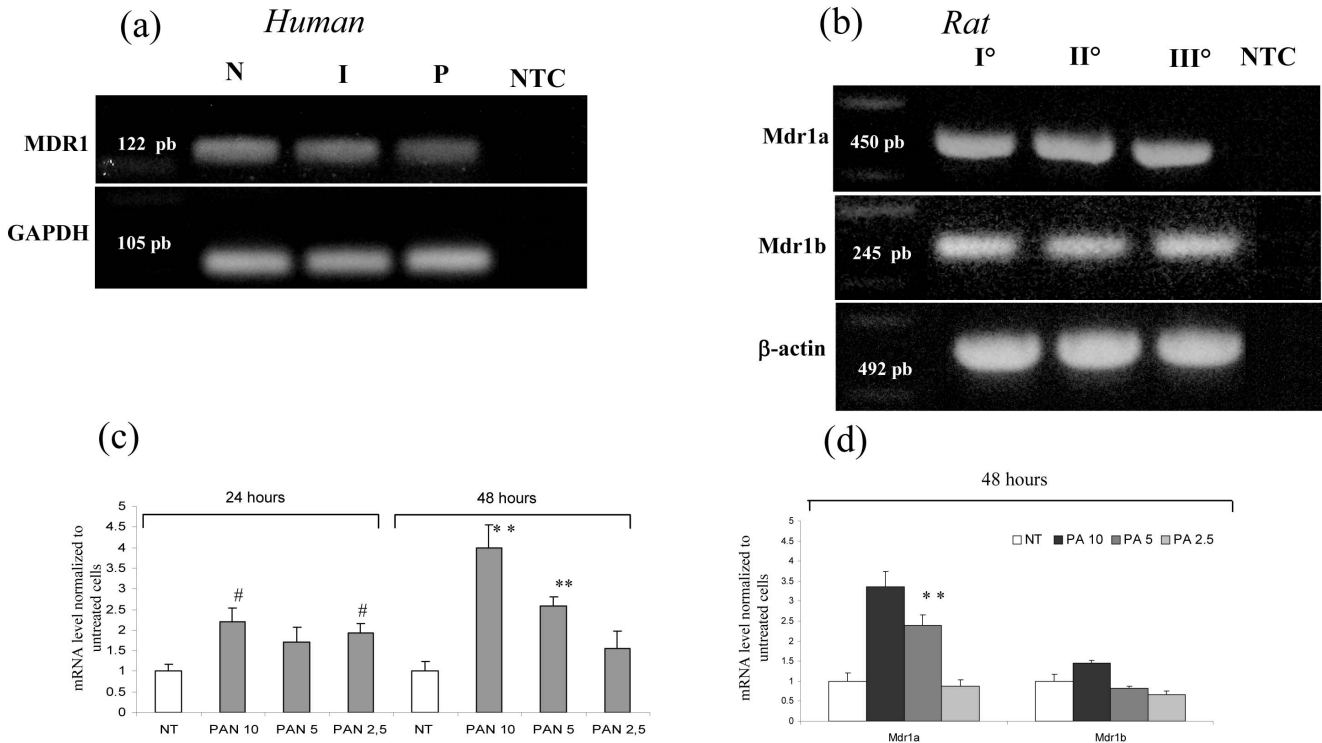 (a) Human
N I P NTC
MDR1 122 pb
GAPDH 105 pb
(b) Rat
I° II° III° NTC
Mdr1a 450 pb
Mdr1b 245 pb
β-actin 492 pb
(c)
24 hours 48 hours
mRNA level normalized to
untreated cells
5
4.5
4
3.5
3
2.5
2
1.5
1
0.5
0
# # ** **
NT PAN 10 PAN 5 PAN 2,5 NT PAN 10 PAN 5 PAN 2,5
(d)
48 hours
mRNA level normalized to
untreated cells
5
4.5
4
3.5
3
2.5
2
1.5
1
0.5
0
NT PA 10 PA 5 PA 2.5
**
Mdr1a Mdr1b